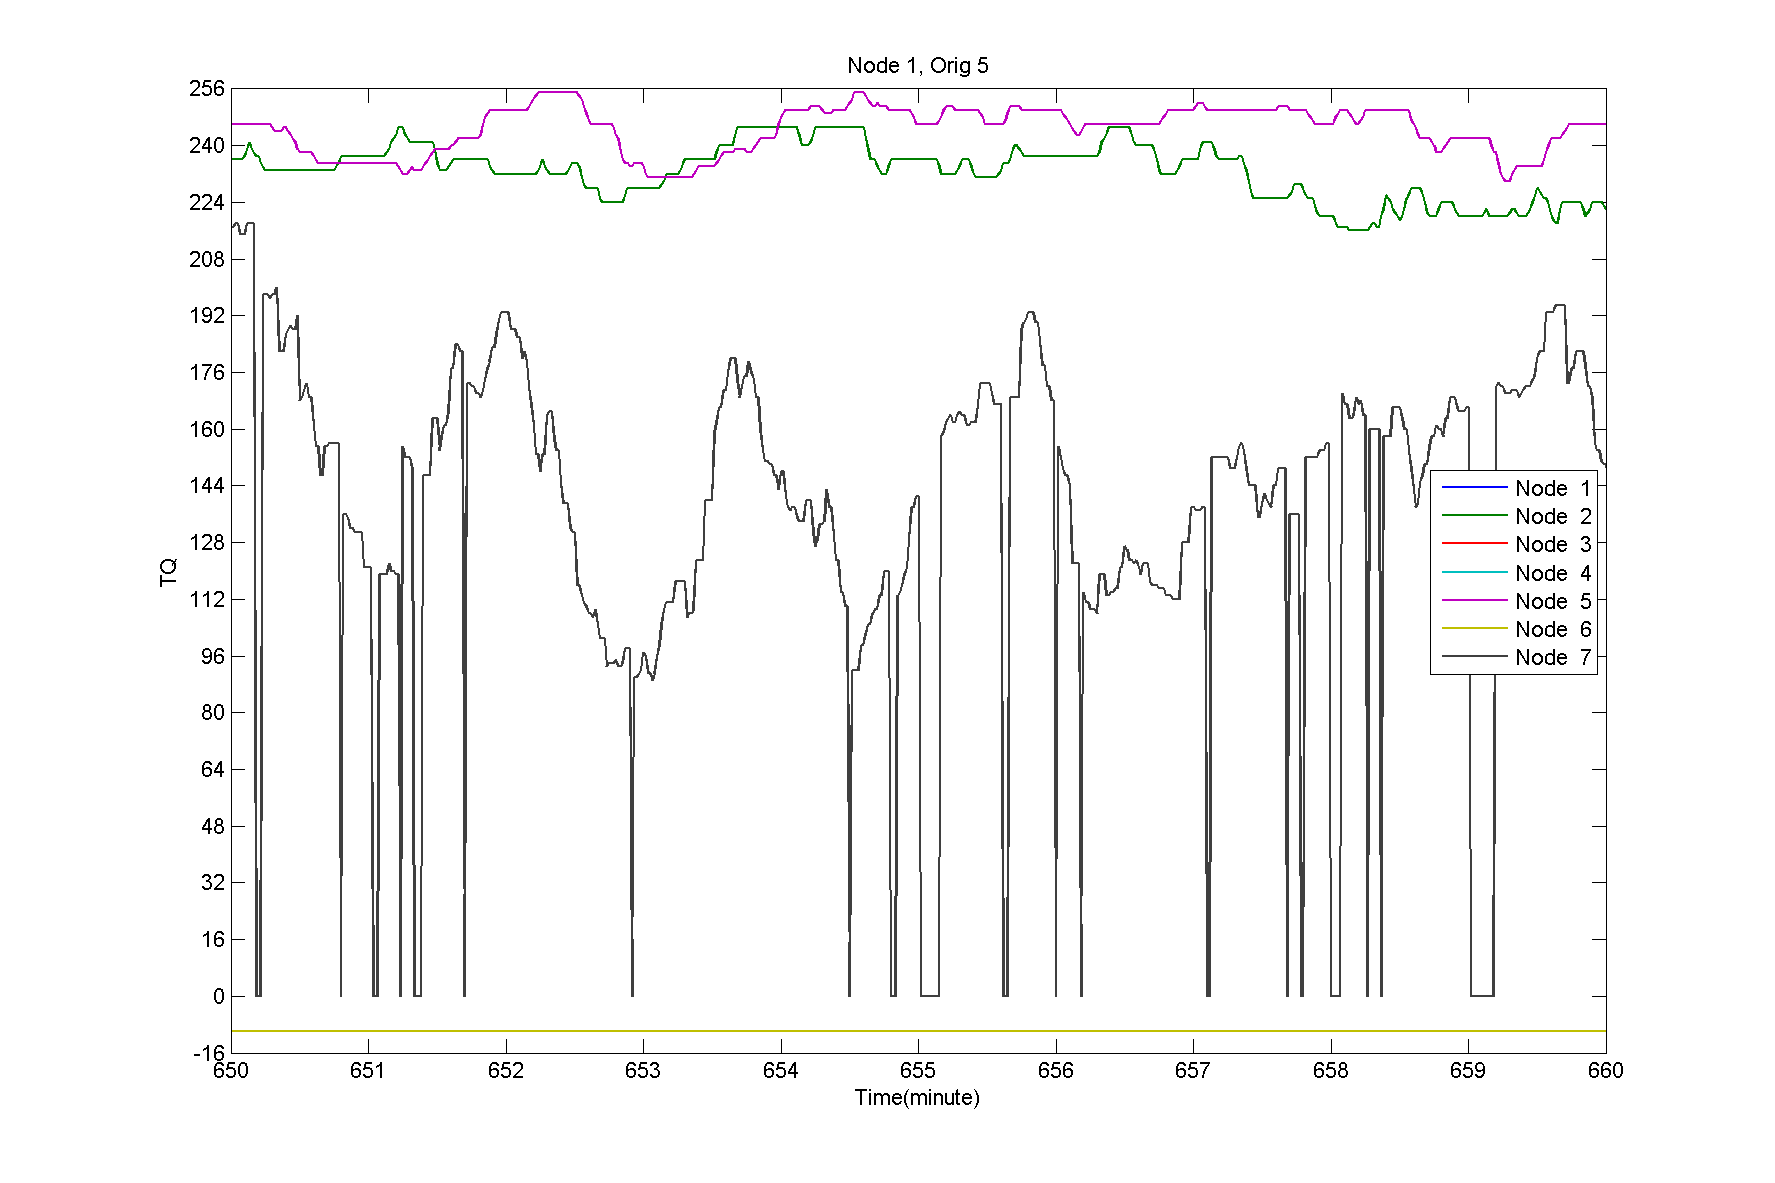 Node 1, Orig 5
256
240
224
208
192
176
160
144
128
112
96
80
64
48
32
16
0
-16
TQ
650 651 652 653 654 655 656 657 658 659 660
Time(minute)
Node 1
Node 2
Node 3
Node 4
Node 5
Node 6
Node 7